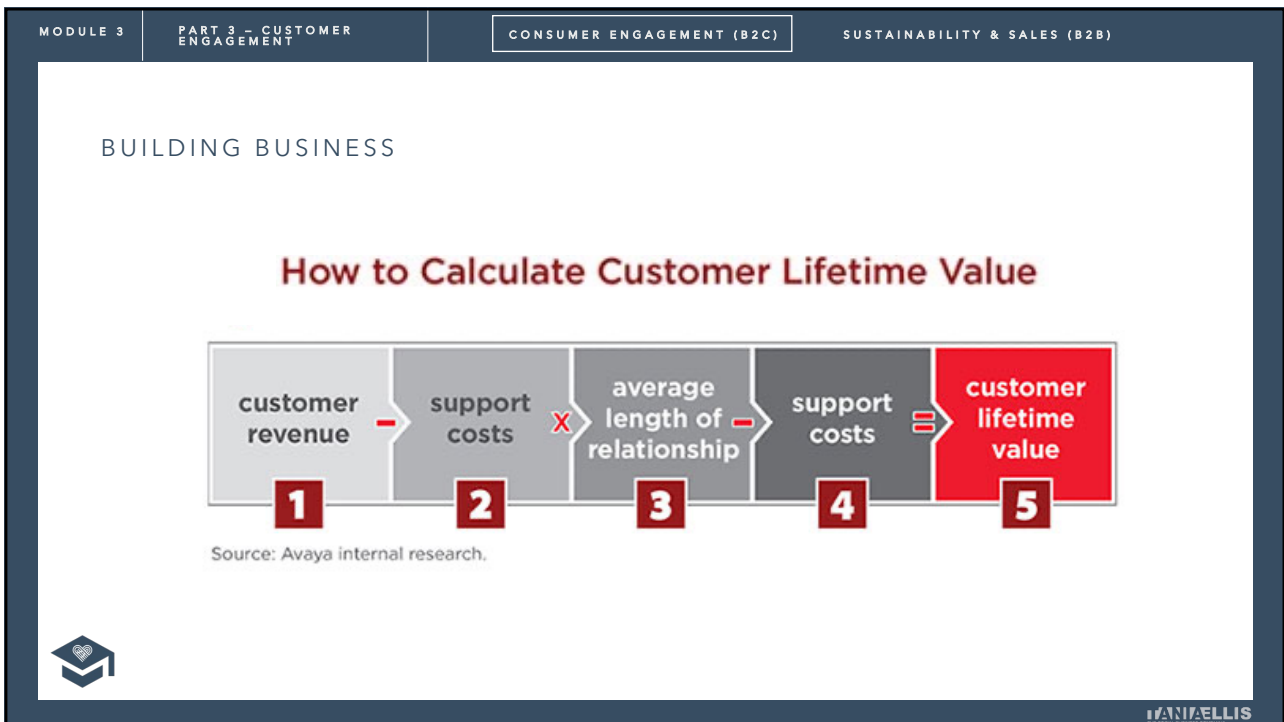 MODULE 3
PART 3 – CUSTOMER
ENGAGEMENT
CONSUMER ENGAGEMENT (B2C)
SUSTAINABILITY & SALES (B2B)
BUILDING BUSINESS
How to Calculate Customer Lifetime Value
customer
revenue
–
support
costs
x
average
length of
relationship
–
support
costs
=
customer
lifetime
value
1
2
3
4
5
Source: Avaya internal research.
TANIAELLIS